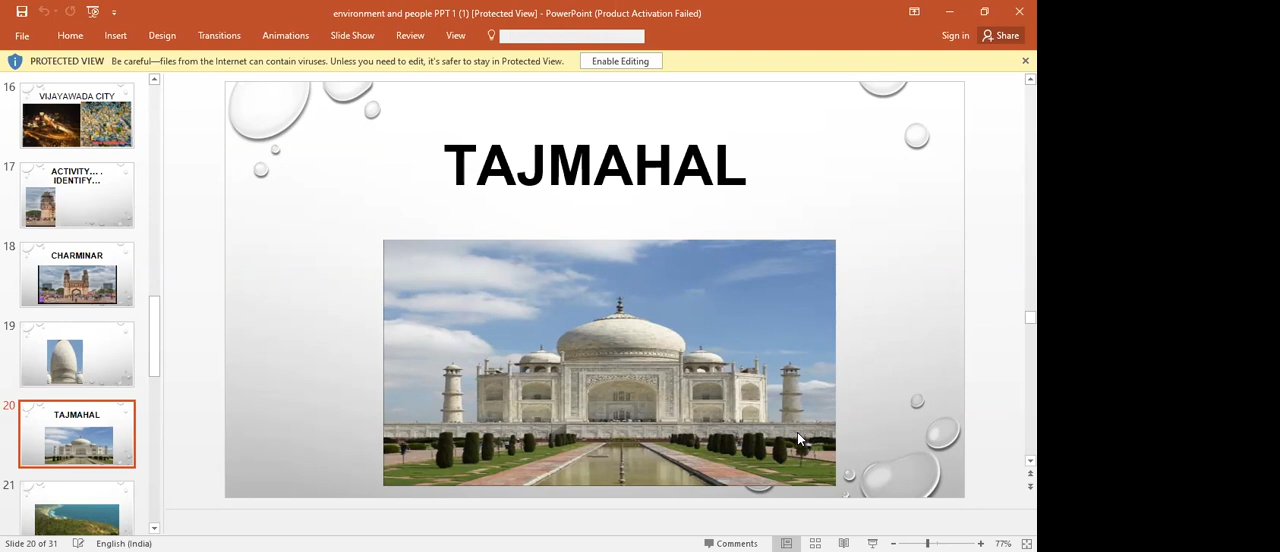 environment and people PPT 1 (1) [Protected View] - PowerPoint (Product Activation Failed)
File Home Insert Design Transitions Animations Slide Show Review View Sign in Share
PROTECTED VIEW Be careful—files from the Internet can contain viruses. Unless you need to edit, it's safer to stay in Protected View. Enable Editing
16
VIJAYAWADA CITY
17
ACTIVITY... .
IDENTIFY...
18
CHARMINAR
19
20
TAJMAHAL
21
TAJMAHAL
Slide 20 of 31 English (India) Comments 77%